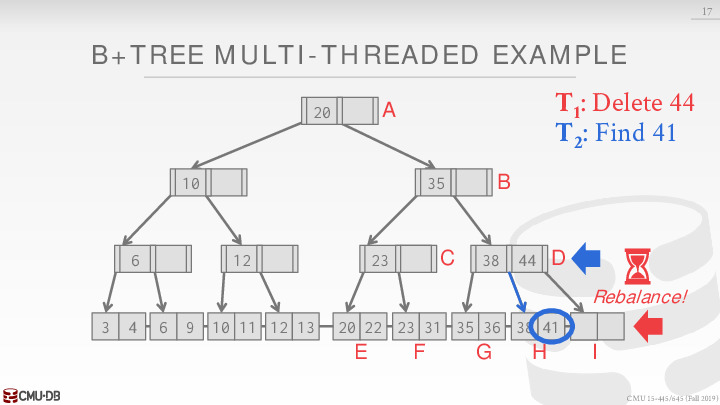 17
B+TREE MULTI-THREADED EXAMPLE
T1: Delete 44
T2: Find 41
20 A
10 35 B
6 12 23 C 38 44 D
Rebalance!
3 4 6 9 10 11 12 13 20 22 23 31 35 36 38 41
E F G H I
CMU·DB
CMU 15-445/645 (Fall 2019)